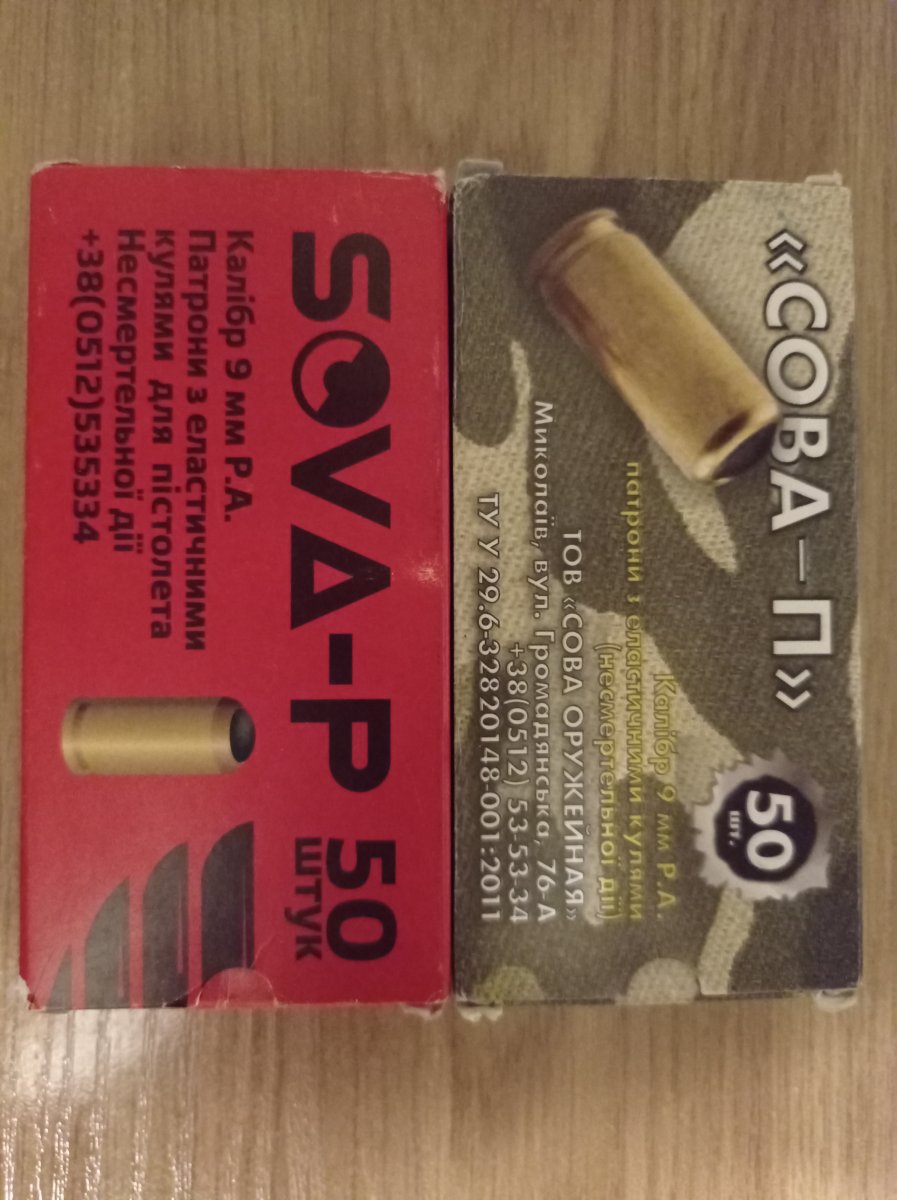 SOVA-P 50
штук
Калібр 9 мм Р.А.
Патрони з еластичними
кулями для пістолета
Несмертельної дії
+38(0512)535334
«СОВА-П»
50
шт.
Калібр 9 мм Р.А.
патрони з еластичними кулями
(несмертельної дії)
ТОВ «СОВА ОРУЖЕЙНАЯ»
Миколаїв, вул. Громадянська, 76-А
+38(0512) 53-53-34
ТУ У 29.6-32820148-001:2011